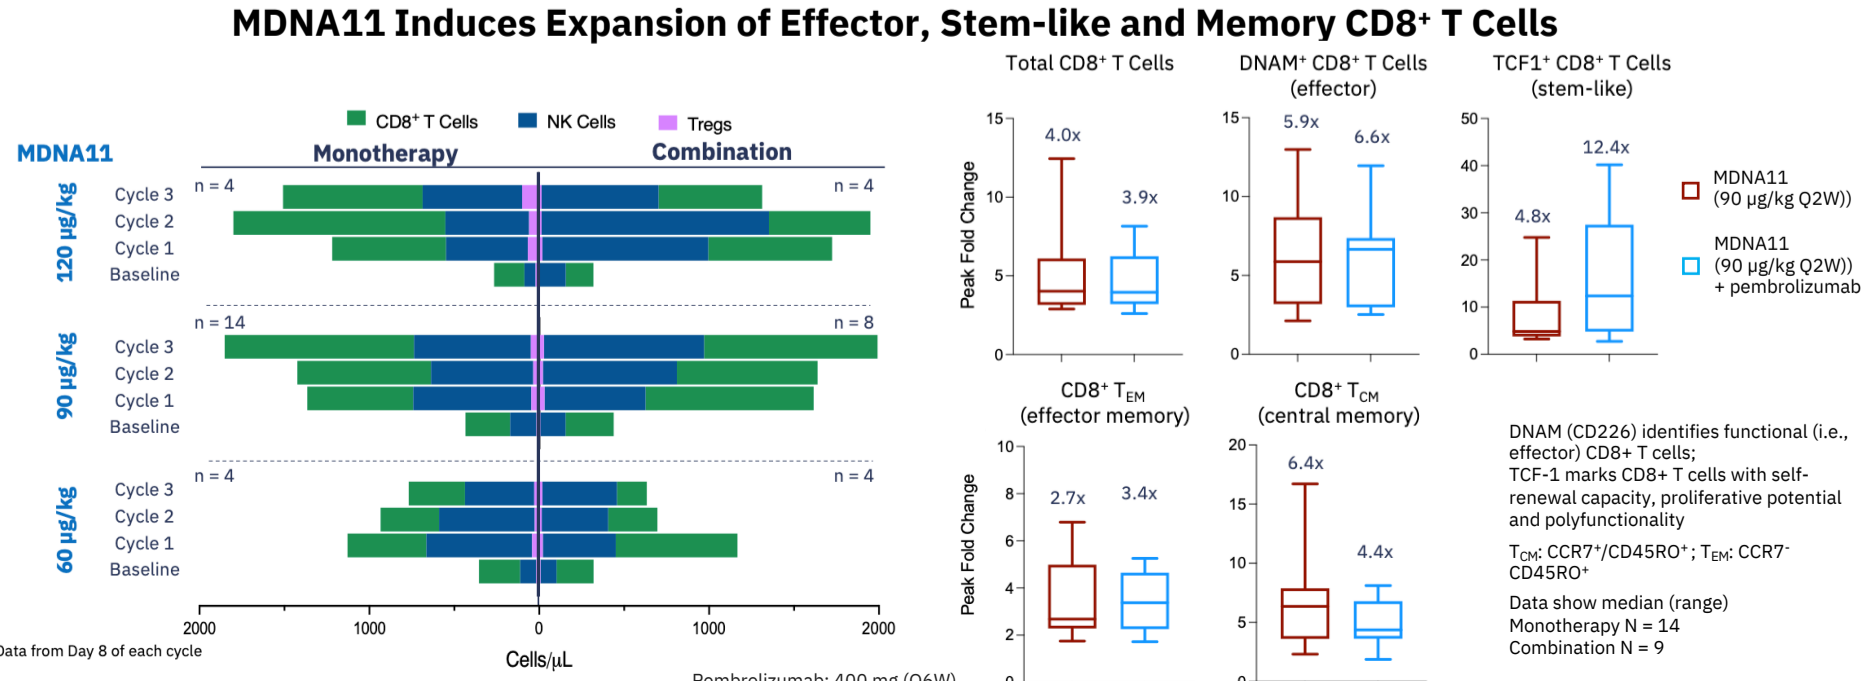 MDNA11 Induces Expansion of Effector, Stem-like and Memory CD8⁺ T Cells
CD8⁺ T Cells
NK Cells
Tregs
MDNA11
Monotherapy
Combination
120 µg/kg
n = 4
n = 4
Cycle 3
Cycle 2
Cycle 1
Baseline
90 µg/kg
n = 14
n = 8
Cycle 3
Cycle 2
Cycle 1
Baseline
60 µg/kg
n = 4
n = 4
Cycle 3
Cycle 2
Cycle 1
Baseline
2000
1000
0
1000
2000
Cells/µL
Data from Day 8 of each cycle
Pembrolizumab: 400 mg (Q6W)
Total CD8⁺ T Cells
Peak Fold Change
15
10
5
0
4.0x
3.9x
DNAM⁺ CD8⁺ T Cells
(effector)
15
10
5
0
5.9x
6.6x
TCF1⁺ CD8⁺ T Cells
(stem-like)
50
40
30
20
10
0
4.8x
12.4x
MDNA11
(90 µg/kg Q2W))
MDNA11
(90 µg/kg Q2W))
+ pembrolizumab
CD8⁺ T_EM
(effector memory)
Peak Fold Change
10
8
6
4
2
0
2.7x
3.4x
CD8⁺ T_CM
(central memory)
20
15
10
5
0
6.4x
4.4x
DNAM (CD226) identifies functional (i.e.,
effector) CD8+ T cells;
TCF-1 marks CD8+ T cells with self-
renewal capacity, proliferative potential
and polyfunctionality
T_CM: CCR7⁺/CD45RO⁺; T_EM: CCR7⁻
CD45RO⁺
Data show median (range)
Monotherapy N = 14
Combination N = 9